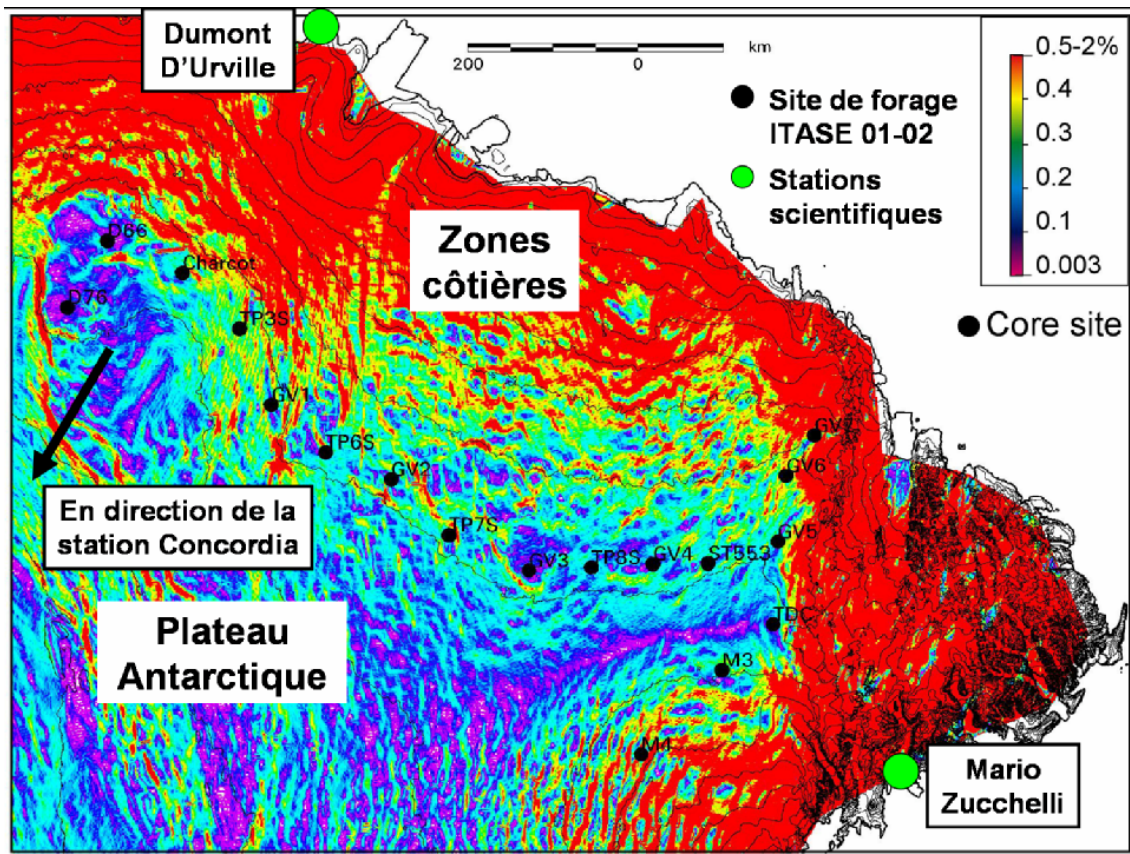 Dumont
D'Urville
200
0
km
Site de forage
ITASE 01-02
Stations
scientifiques
0.5-2%
0.4
0.3
0.2
0.1
0.003
Core site
Zones
côtières
D66
Charcot
D76
TP3S
GV1
TP6S
GV2
TP7S
GV3
TP8S
GV4
ST553
GV5
GV6
GV7
TDC
M3
En direction de la
station Concordia
Plateau
Antarctique
Mario
Zucchelli